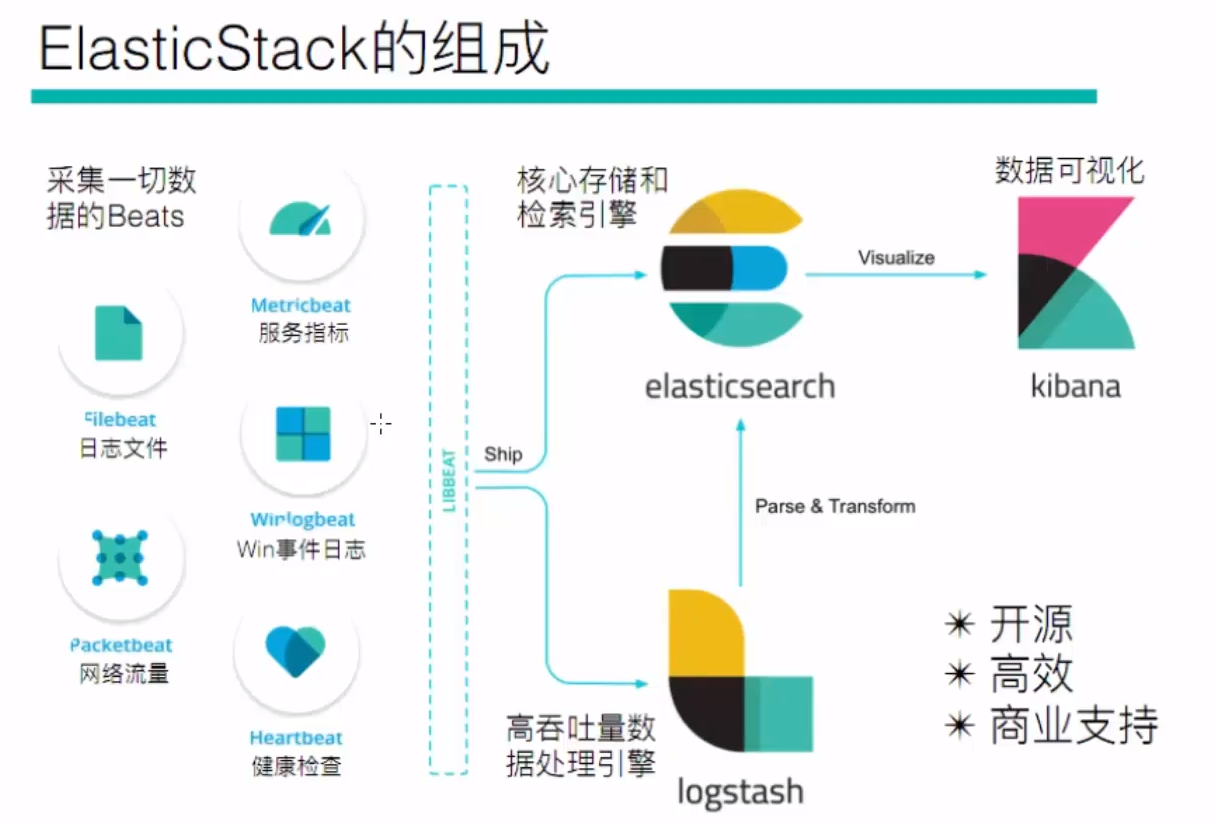 ElasticStack的组成
采集一切数
据的Beats
Metricbeat
服务指标
Filebeat
日志文件
Winlogbeat
Win事件日志
Packetbeat
网络流量
Heartbeat
健康检查
LIBBEAT
Ship
核心存储和
检索引擎
elasticsearch
Visualize
数据可视化
kibana
Parse & Transform
高吞吐量数
据处理引擎
logstash
✴ 开源
✴ 高效
✴ 商业支持